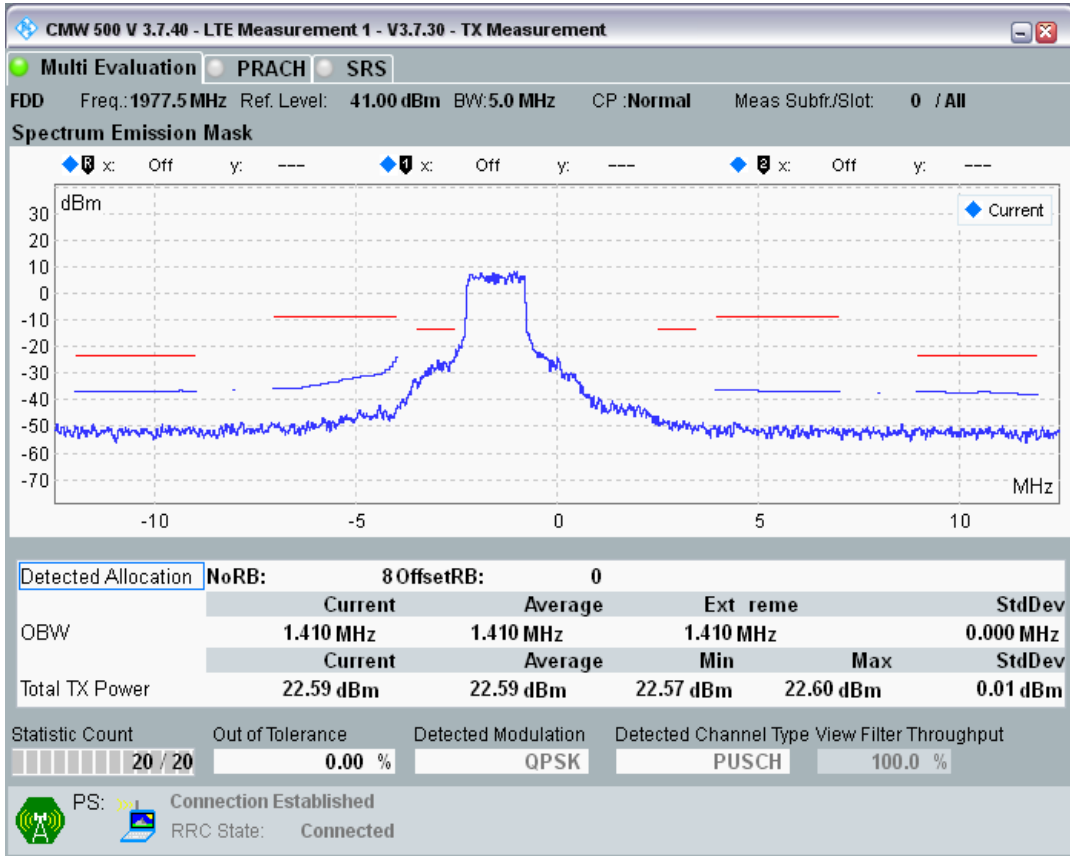 CMW 500 V 3.7.40 - LTE Measurement 1 - V3.7.30 - TX Measurement
Multi Evaluation PRACH SRS
FDD Freq.: 1977.5 MHz Ref. Level: 41.00 dBm BW: 5.0 MHz CP : Normal Meas Subfr./Slot: 0 / All
Spectrum Emission Mask
R x: Off y: --- 1 x: Off y: --- 2 x: Off y: ---
dBm
Current
30
20
10
0
-10
-20
-30
-40
-50
-60
-70
MHz
-10 -5 0 5 10
Detected Allocation NoRB: 8 OffsetRB: 0
Current Average Ext reme StdDev
OBW 1.410 MHz 1.410 MHz 1.410 MHz 0.000 MHz
Current Average Min Max StdDev
Total TX Power 22.59 dBm 22.59 dBm 22.57 dBm 22.60 dBm 0.01 dBm
Statistic Count Out of Tolerance Detected Modulation Detected Channel Type View Filter Throughput
20 / 20 0.00 % QPSK PUSCH 100.0 %
PS: Connection Established
RRC State: Connected